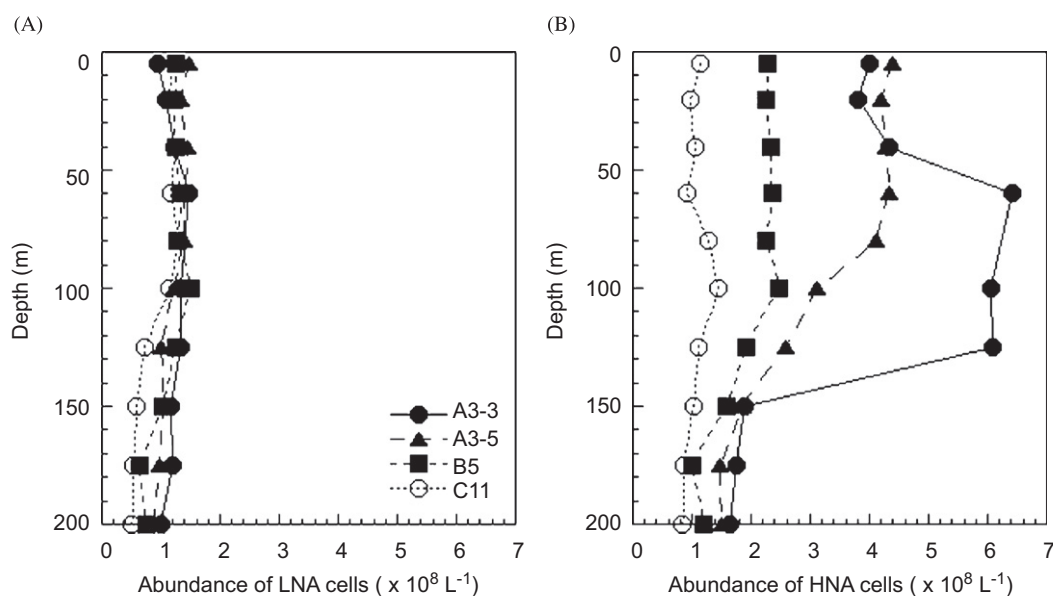 (A)
0
50
100
150
200
Depth (m)
A3-3
A3-5
B5
C11
0 1 2 3 4 5 6 7
Abundance of LNA cells ( x 10⁸ L⁻¹)
(B)
0
50
100
150
200
Depth (m)
0 1 2 3 4 5 6 7
Abundance of HNA cells ( x 10⁸ L⁻¹)